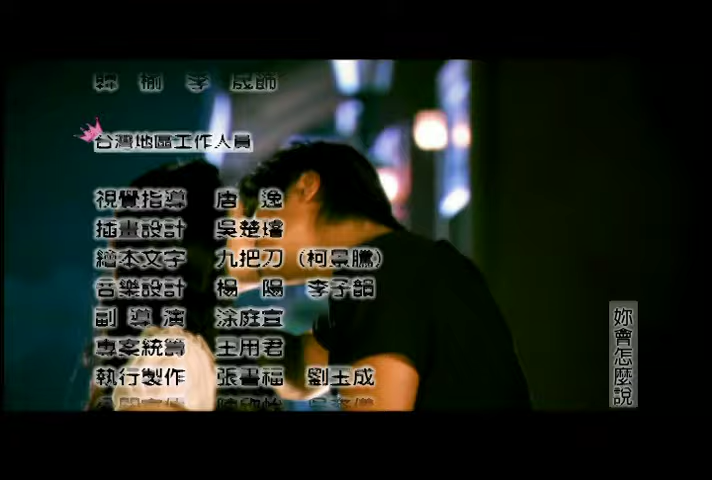 台灣地區工作人員
視覺指導 唐 逸
插畫設計 吳楚璿
繪本文字 九把刀 (柯景騰)
音樂設計 楊 陽 李子韻
副導演 涂庭宜
專案統籌 王用君
執行製作 張書福 劉玉成
妳會怎麼說